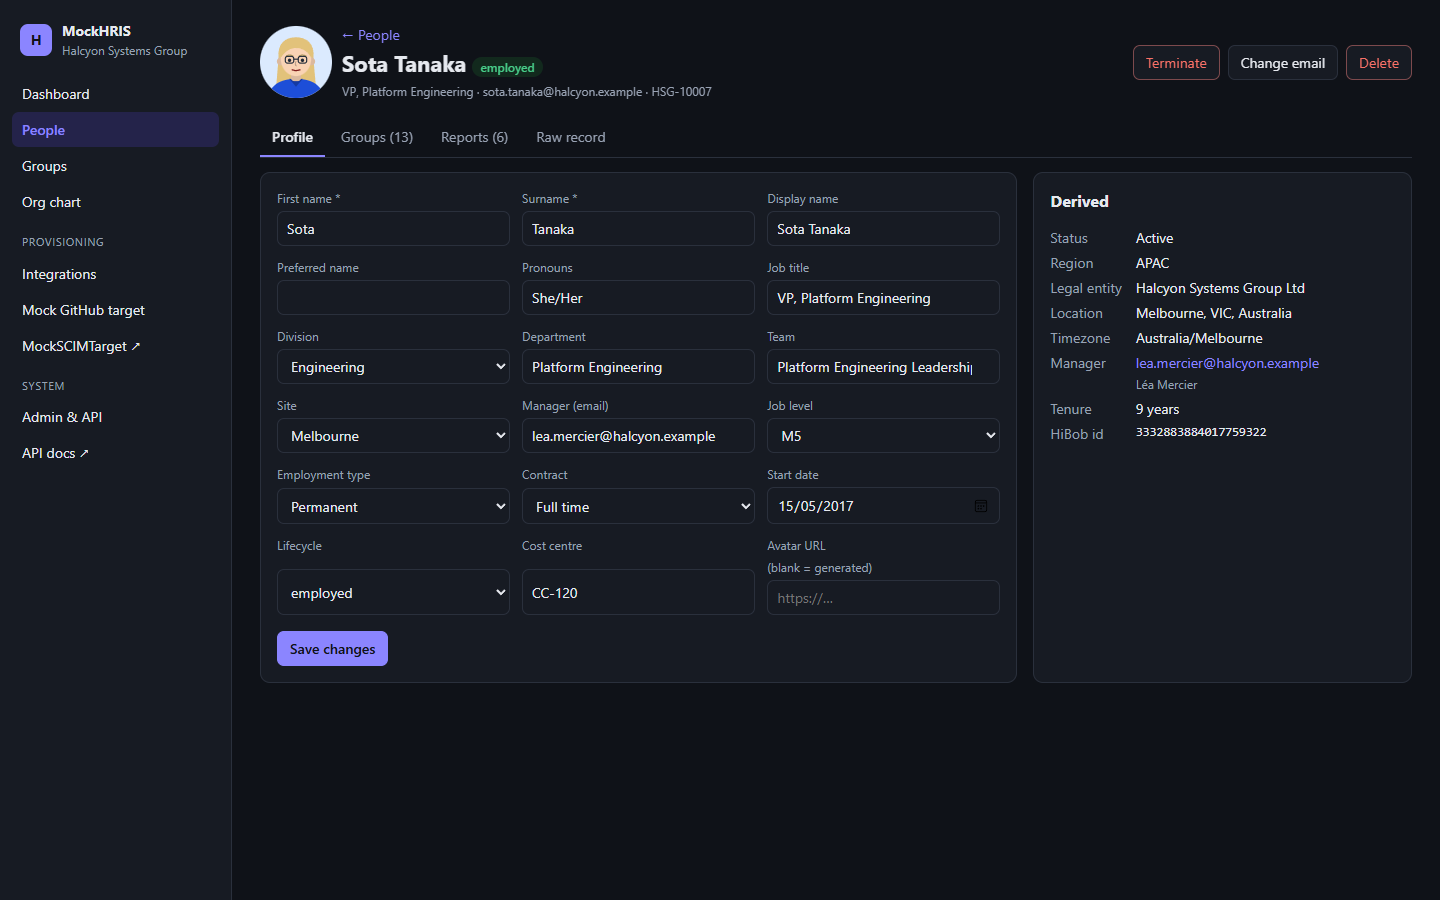 H
MockHRIS
Halcyon Systems Group
Dashboard
People
Groups
Org chart
PROVISIONING
Integrations
Mock GitHub target
MockSCIMTarget ↗
SYSTEM
Admin & API
API docs ↗
← People
Sota Tanaka employed
VP, Platform Engineering · sota.tanaka@halcyon.example · HSG-10007
Terminate
Change email
Delete
Profile
Groups (13)
Reports (6)
Raw record
First name *
Surname *
Display name
Sota
Tanaka
Sota Tanaka
Preferred name
Pronouns
Job title
She/Her
VP, Platform Engineering
Division
Department
Team
Engineering
Platform Engineering
Platform Engineering Leadership
Site
Manager (email)
Job level
Melbourne
lea.mercier@halcyon.example
M5
Employment type
Contract
Start date
Permanent
Full time
15/05/2017
Lifecycle
Cost centre
Avatar URL
(blank = generated)
employed
CC-120
https://...
Save changes
Derived
Status Active
Region APAC
Legal entity Halcyon Systems Group Ltd
Location Melbourne, VIC, Australia
Timezone Australia/Melbourne
Manager lea.mercier@halcyon.example
Léa Mercier
Tenure 9 years
HiBob id 3332883884017759322